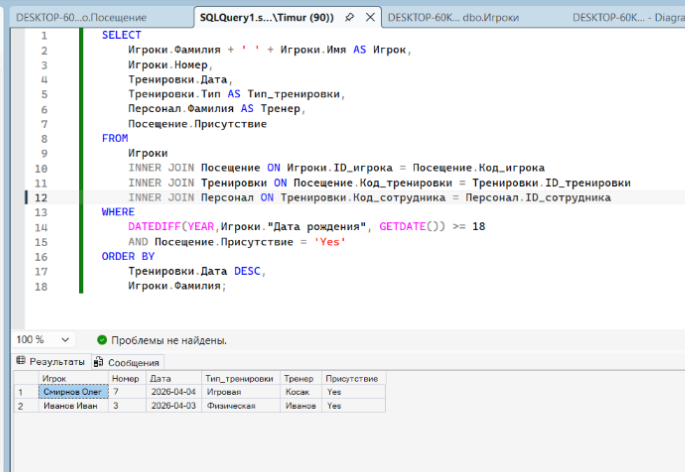 DESKTOP-60...o.Посещение SQLQuery1.s...\Timur (90)) DESKTOP-60K... dbo.Игроки DESKTOP-60K... - Diagra
1 SELECT
2 Игроки.Фамилия + ' ' + Игроки.Имя AS Игрок,
3 Игроки.Номер,
4 Тренировки.Дата,
5 Тренировки.Тип AS Тип_тренировки,
6 Персонал.Фамилия AS Тренер,
7 Посещение.Присутствие
8 FROM
9 Игроки
10 INNER JOIN Посещение ON Игроки.ID_игрока = Посещение.Код_игрока
11 INNER JOIN Тренировки ON Посещение.Код_тренировки = Тренировки.ID_тренировки
12 INNER JOIN Персонал ON Тренировки.Код_сотрудника = Персонал.ID_сотрудника
13 WHERE
14 DATEDIFF(YEAR,Игроки."Дата рождения", GETDATE()) >= 18
15 AND Посещение.Присутствие = 'Yes'
16 ORDER BY
17 Тренировки.Дата DESC,
18 Игроки.Фамилия;
100 % Проблемы не найдены.
Результаты Сообщения
Игрок Номер Дата Тип_тренировки Тренер Присутствие
1 Смирнов Олег 7 2026-04-04 Игровая Косак Yes
2 Иванов Иван 3 2026-04-03 Физическая Иванов Yes